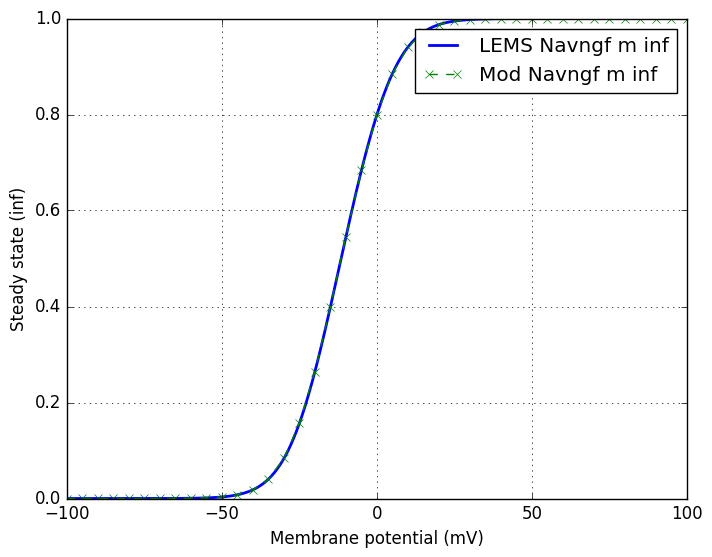 1.0
0.8
0.6
0.4
0.2
0.0
−100
−50
0
50
100
Steady state (inf)
Membrane potential (mV)
LEMS Navngf m inf
Mod Navngf m inf